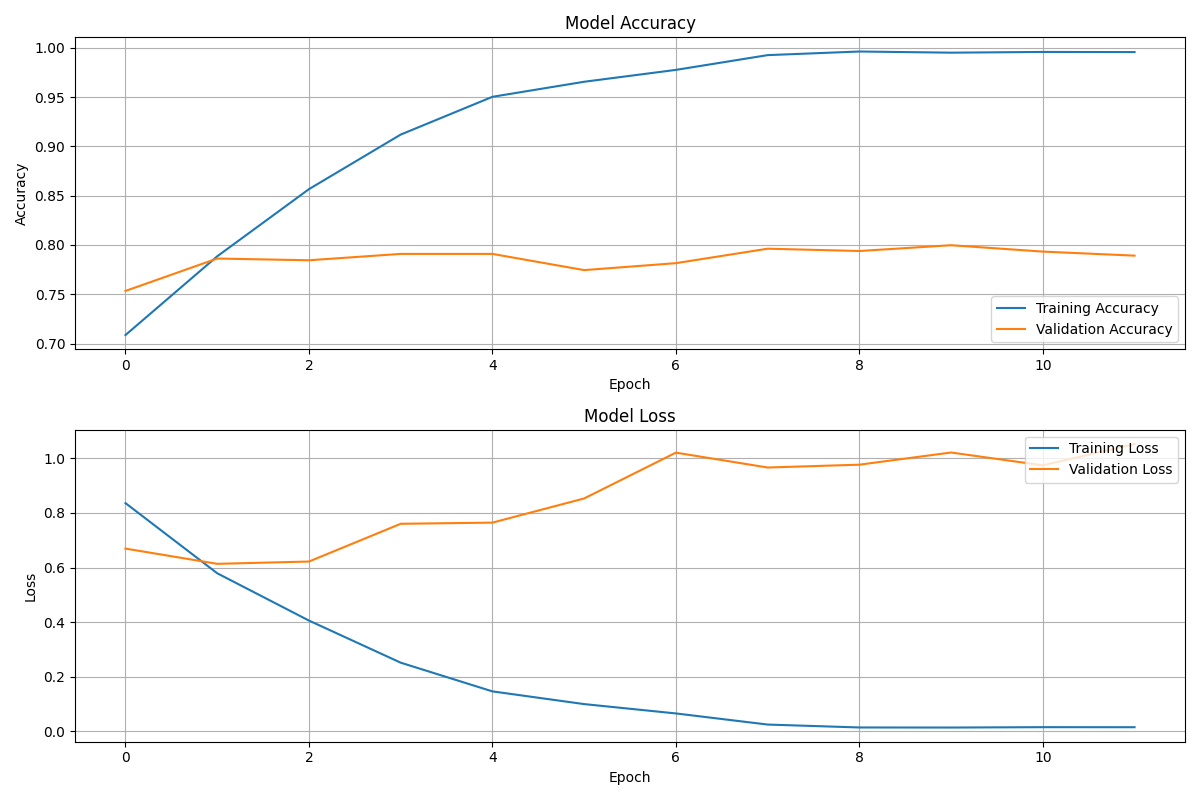 Model Accuracy
1.00
0.95
0.90
0.85
0.80
0.75
0.70
Accuracy
Training Accuracy
Validation Accuracy
0 2 4 6 8 10
Epoch
Model Loss
1.0
0.8
0.6
0.4
0.2
0.0
Loss
Training Loss
Validation Loss
0 2 4 6 8 10
Epoch